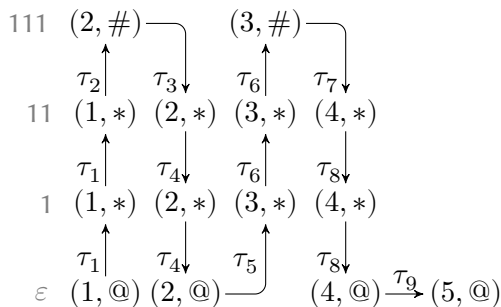 111 (2, #) (3, #)
τ₂ τ₃ τ₆ τ₇
11 (1, ∗) (2, ∗) (3, ∗) (4, ∗)
τ₁ τ₄ τ₆ τ₈
1 (1, ∗) (2, ∗) (3, ∗) (4, ∗)
τ₁ τ₄ τ₅ τ₈ τ₉
ε (1, @) (2, @) (4, @) (5, @)